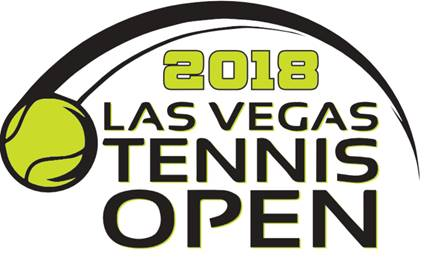 2018
LAS VEGAS
TENNIS
OPEN